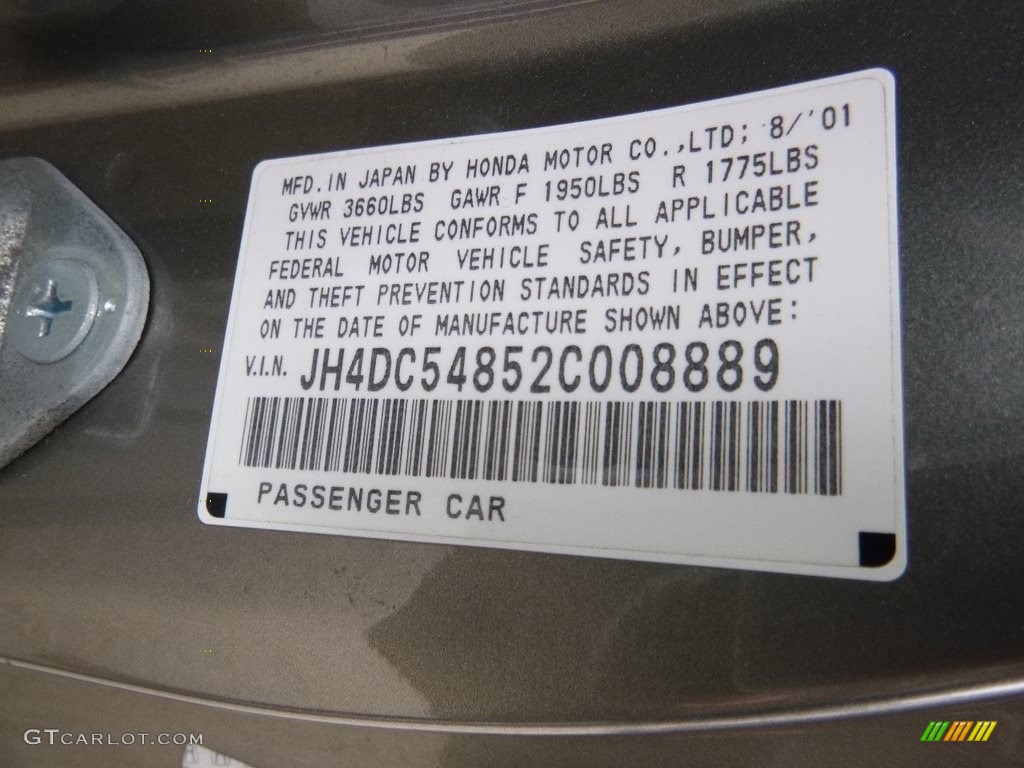 MFD. IN JAPAN BY HONDA MOTOR CO.,LTD; 8/'01
GVWR 3660LBS GAWR F 1950LBS R 1775LBS
THIS VEHICLE CONFORMS TO ALL APPLICABLE
FEDERAL MOTOR VEHICLE SAFETY, BUMPER,
AND THEFT PREVENTION STANDARDS IN EFFECT
ON THE DATE OF MANUFACTURE SHOWN ABOVE:
V.I.N. JH4DC54852C008889
PASSENGER CAR
GTCARLOT.COM